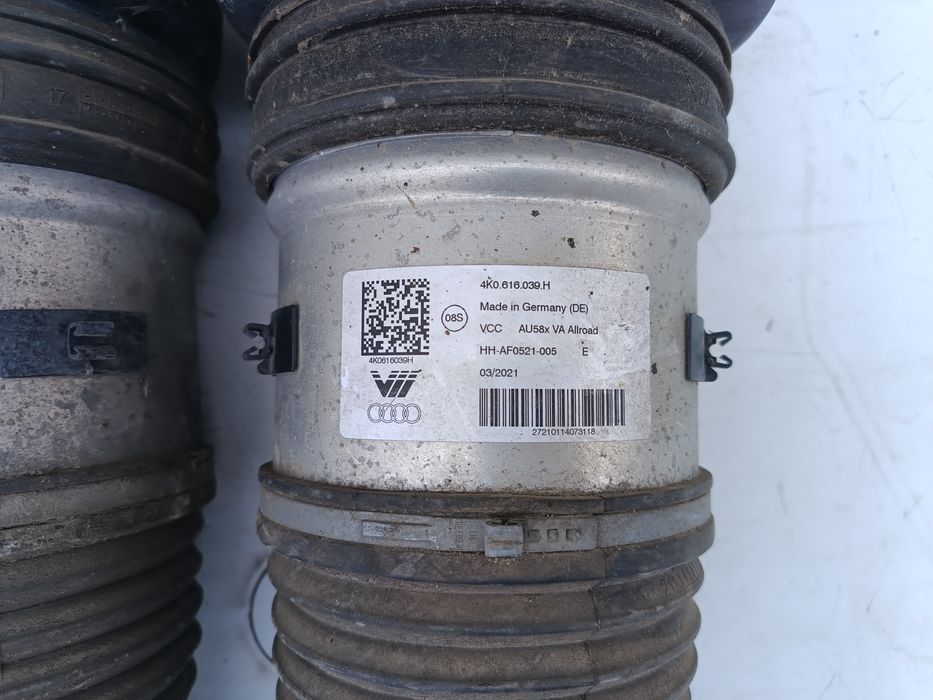 17
4K0.616.039.H
Made in Germany (DE)
08S
VCC AU58x VA Allroad
4K0616039H
HH-AF0521-005 E
03/2021
27210114073118